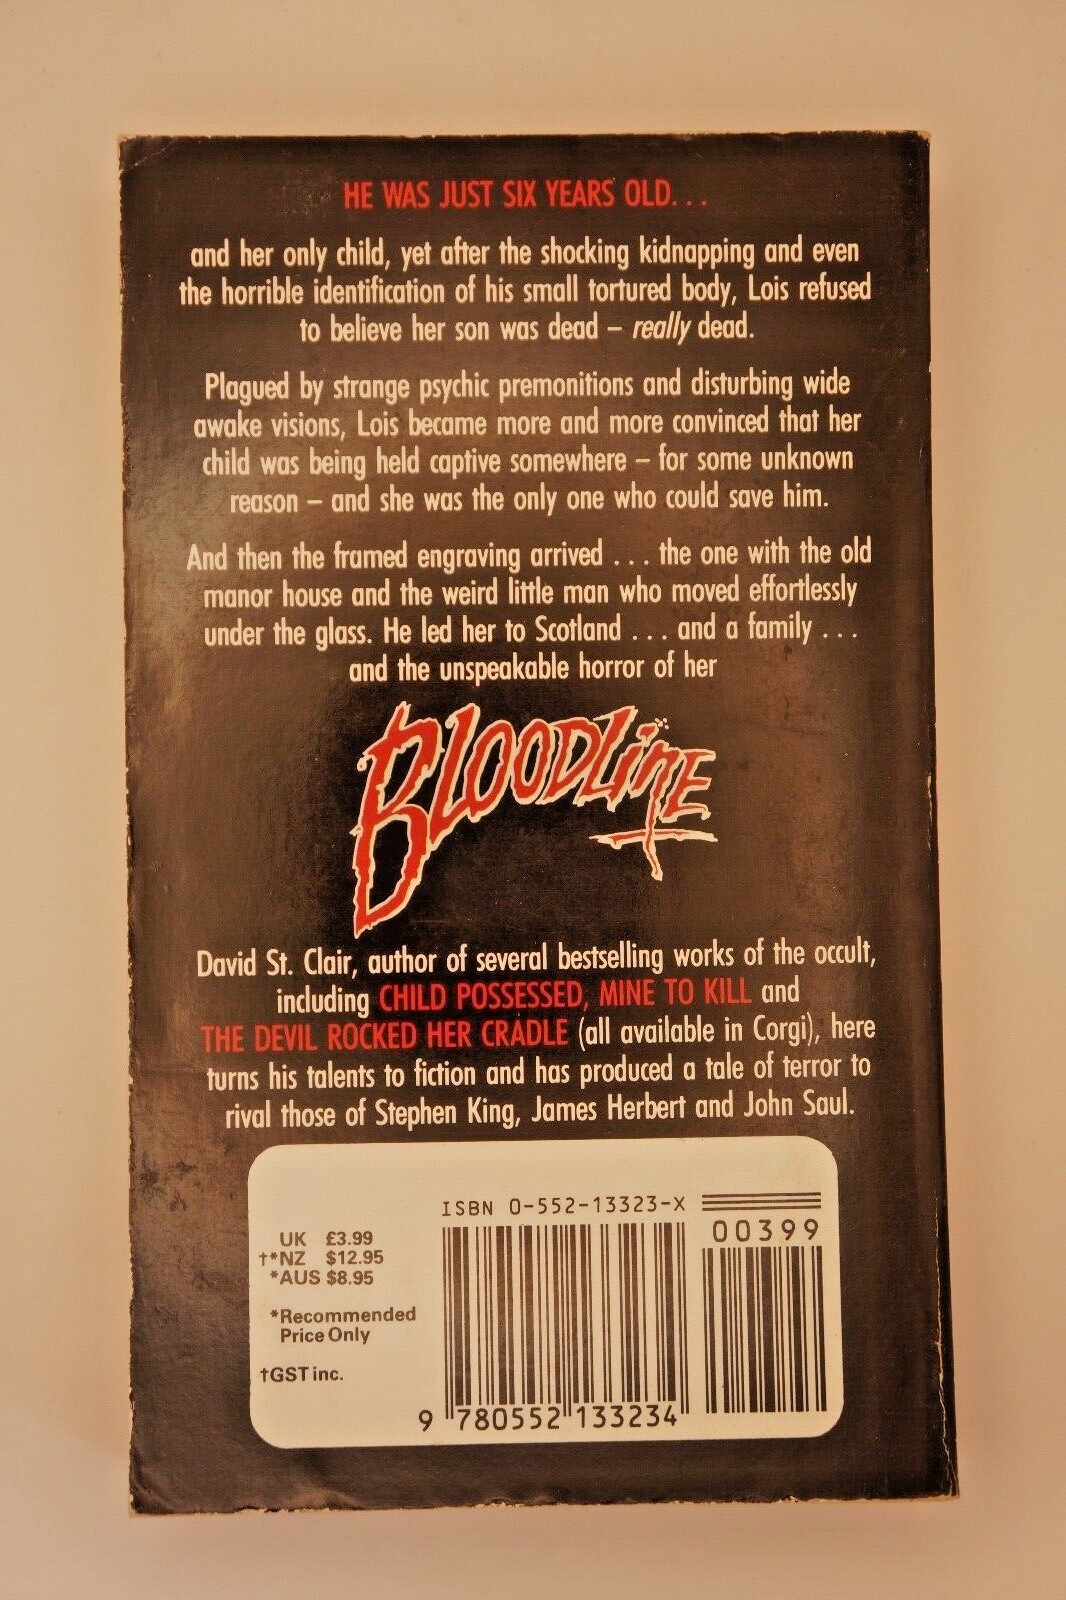 HE WAS JUST SIX YEARS OLD. . .
and her only child, yet after the shocking kidnapping and even
the horrible identification of his small tortured body, Lois refused
to believe her son was dead – really dead.
Plagued by strange psychic premonitions and disturbing wide
awake visions, Lois became more and more convinced that her
child was being held captive somewhere – for some unknown
reason – and she was the only one who could save him.
And then the framed engraving arrived . . . the one with the old
manor house and the weird little man who moved effortlessly
under the glass. He led her to Scotland . . . and a family . . .
and the unspeakable horror of her
BLOODLinE
David St. Clair, author of several bestselling works of the occult,
including CHILD POSSESSED, MINE TO KILL and
THE DEVIL ROCKED HER CRADLE (all available in Corgi), here
turns his talents to fiction and has produced a tale of terror to
rival those of Stephen King, James Herbert and John Saul.
ISBN 0-552-13323-X
00399
UK £3.99
†*NZ $12.95
*AUS $8.95
*Recommended
Price Only
†GST inc.
9 780552 133234